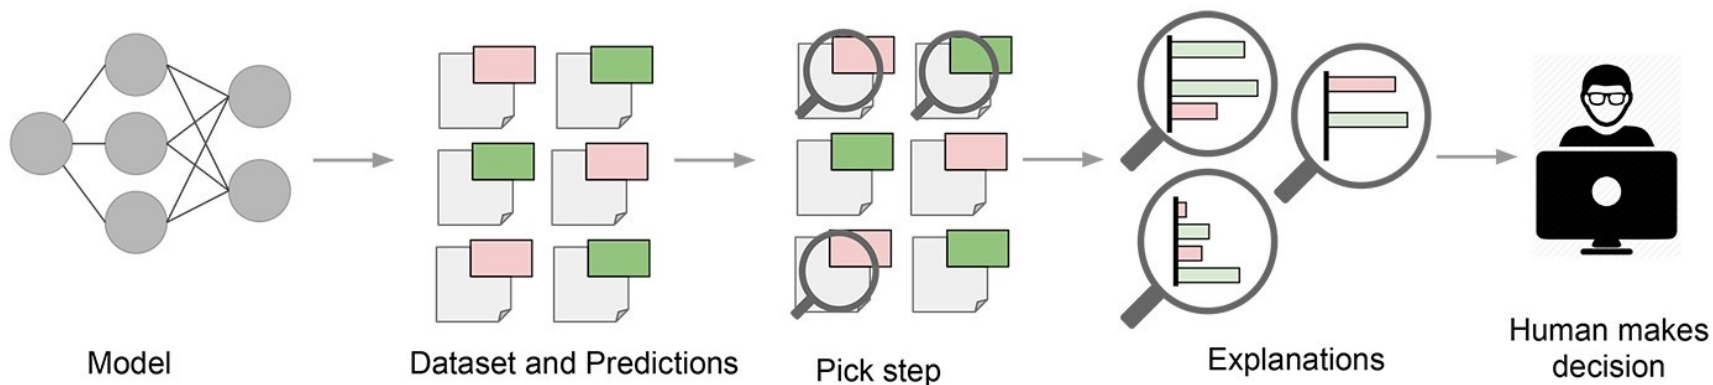 Model
Dataset and Predictions
Pick step
Explanations
Human makes
decision